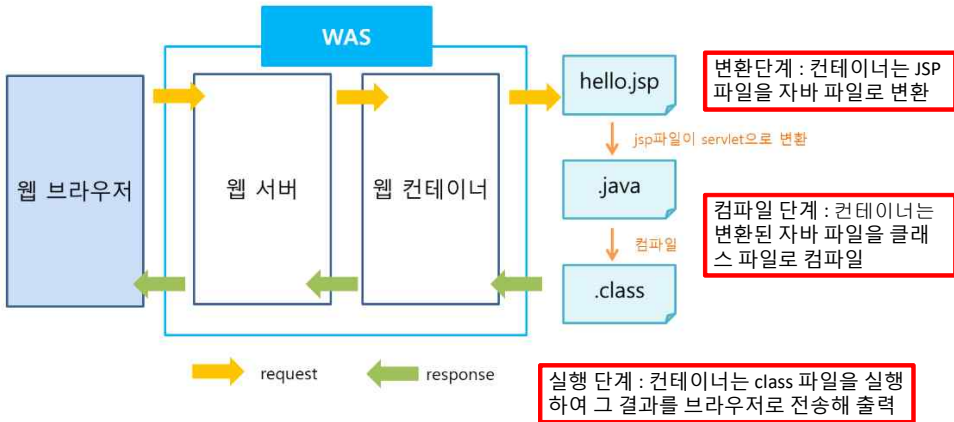 WAS
웹 브라우저
웹 서버
웹 컨테이너
hello.jsp
jsp파일이 servlet으로 변환
.java
컴파일
.class
변환단계 : 컨테이너는 JSP
파일을 자바 파일로 변환
컴파일 단계 : 컨테이너는
변환된 자바 파일을 클래
스 파일로 컴파일
request
response
실행 단계 : 컨테이너는 class 파일을 실행
하여 그 결과를 브라우저로 전송해 출력